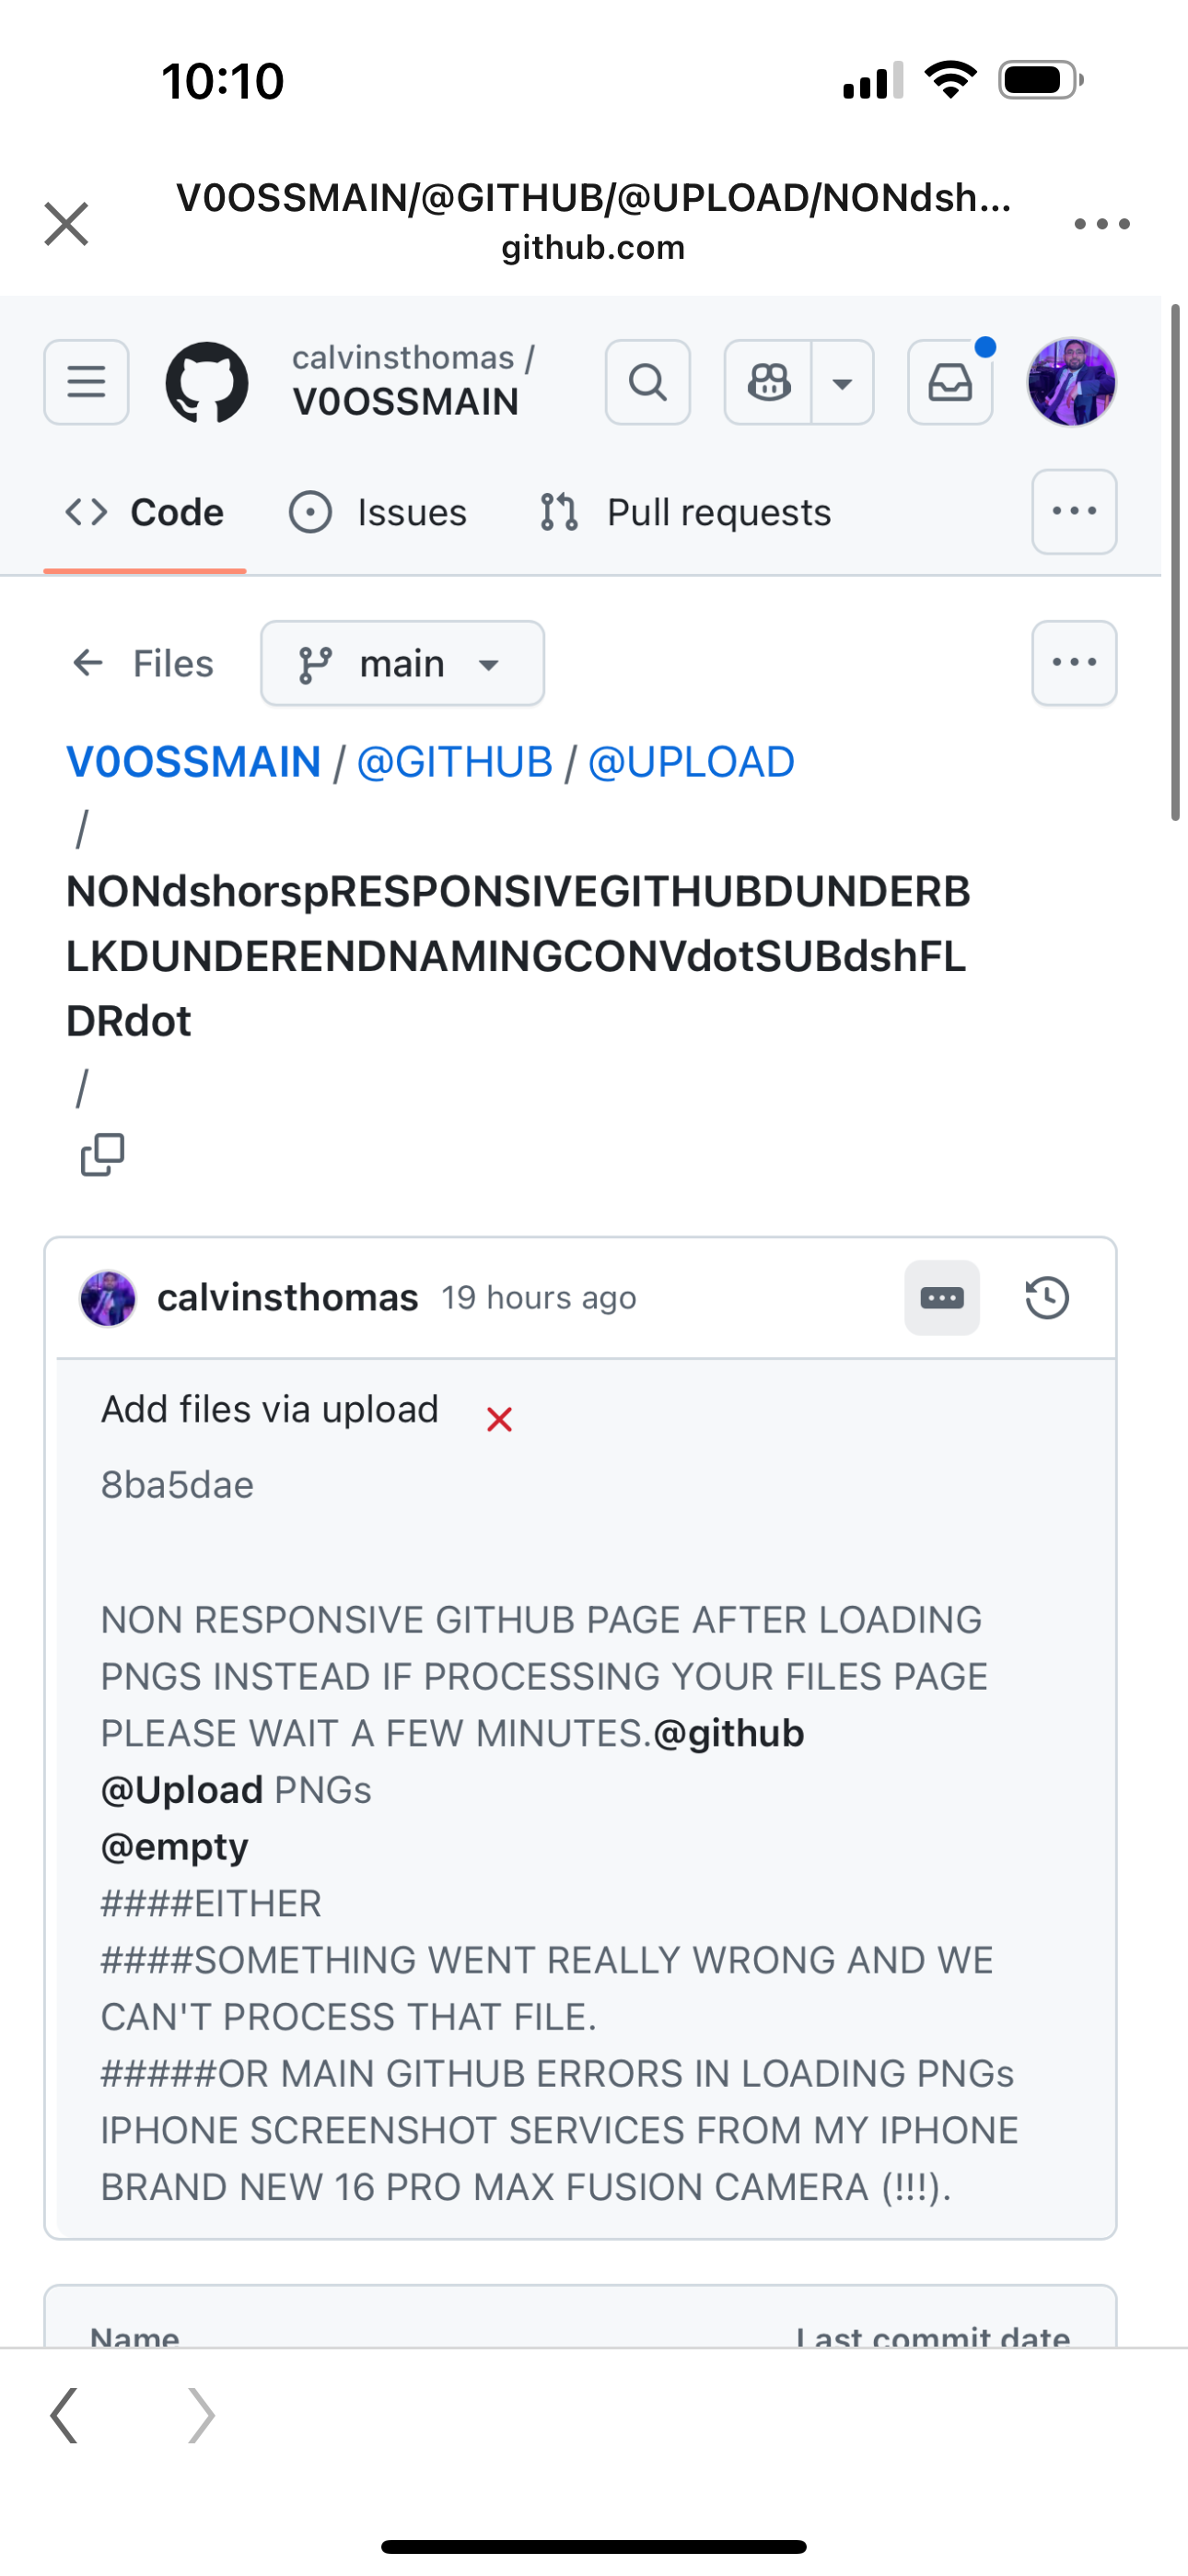 10:10
V0OSSMAIN/@GITHUB/@UPLOAD/NONdsh...
github.com
calvinsthomas /
V0OSSMAIN
Code
Issues
Pull requests
Files
main
V0OSSMAIN / @GITHUB / @UPLOAD
/
NONdshorspRESPONSIVEGITHUBDUNDERB
LKDUNDERENDNAMINGCONVdotSUBdshFL
DRdot
/
calvinsthomas 19 hours ago
Add files via upload
8ba5dae
NON RESPONSIVE GITHUB PAGE AFTER LOADING
PNGS INSTEAD IF PROCESSING YOUR FILES PAGE
PLEASE WAIT A FEW MINUTES.@github
@Upload PNGs
@empty
####EITHER
####SOMETHING WENT REALLY WRONG AND WE
CAN'T PROCESS THAT FILE.
#####OR MAIN GITHUB ERRORS IN LOADING PNGs
IPHONE SCREENSHOT SERVICES FROM MY IPHONE
BRAND NEW 16 PRO MAX FUSION CAMERA (!!!).
Name Last commit date